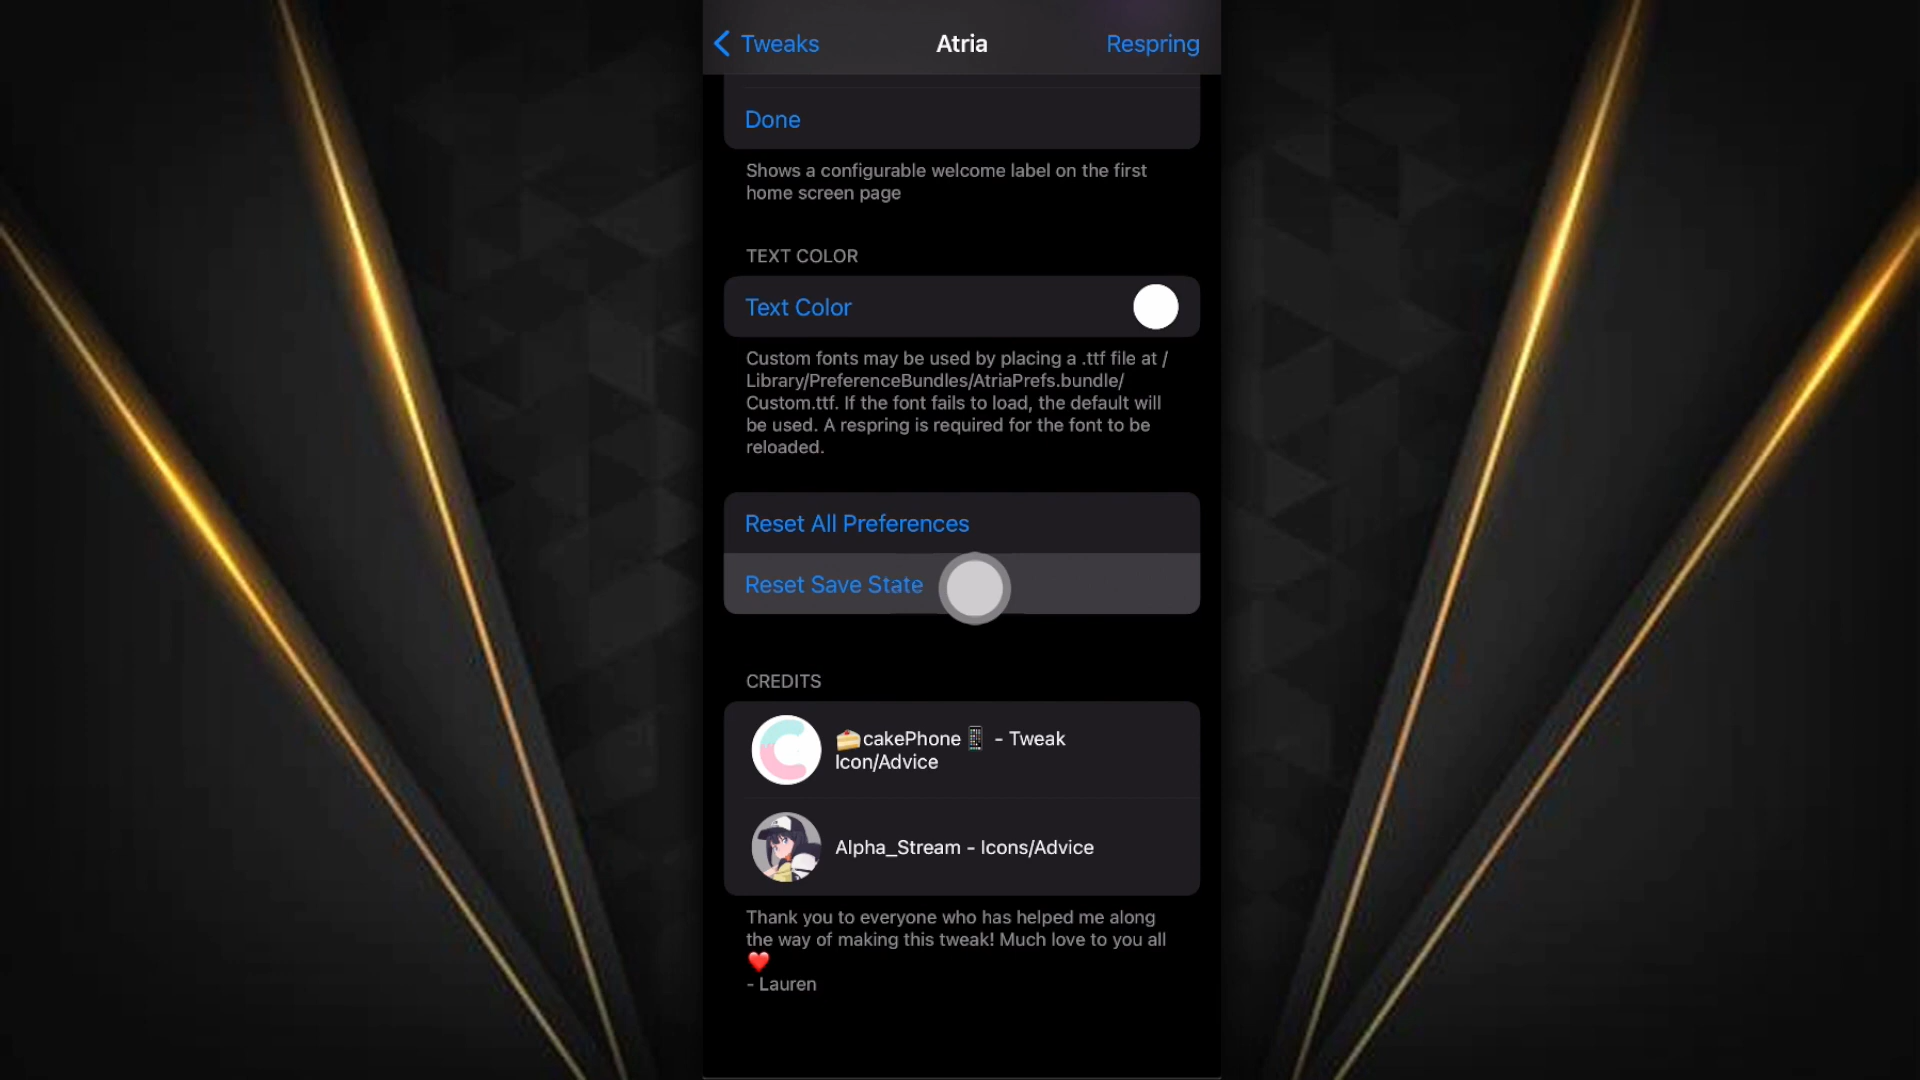 Tweaks
Atria
Respring
Done
Shows a configurable welcome label on the first
home screen page
TEXT COLOR
Text Color
Custom fonts may be used by placing a .ttf file at /
Library/PreferenceBundles/AtriaPrefs.bundle/
Custom.ttf. If the font fails to load, the default will
be used. A respring is required for the font to be
reloaded.
Reset All Preferences
Reset Save State
CREDITS
🍰cakePhone📱 - Tweak
Icon/Advice
Alpha_Stream - Icons/Advice
Thank you to everyone who has helped me along
the way of making this tweak! Much love to you all
❤️
- Lauren